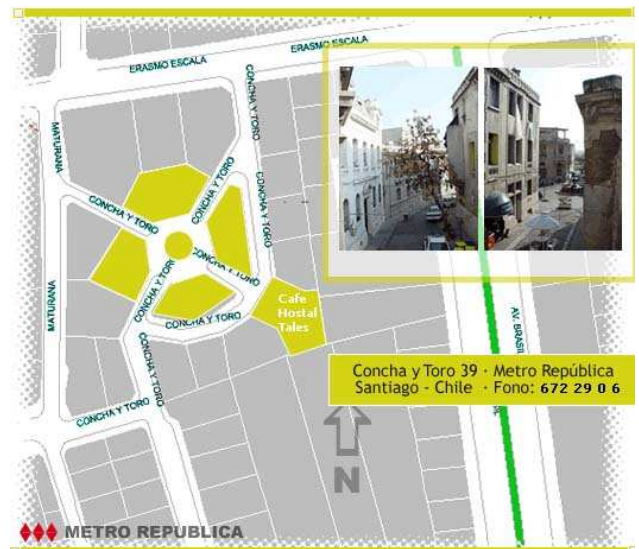 ERASMO ESCALA
ERASMO ESCALA
CONCHA Y TORO
MATURANA
CONCHA Y TORO
CONCHA Y TORO
CONCHA Y TORO
CONCHA Y TORO
CONCHA Y TORO
MATURANA
Cafe
Hostal
Tales
CONCHA Y TORO
CONCHA Y TORO
CONCHA Y TORO
AV. BRASIL
Concha y Toro 39 · Metro República
Santiago - Chile · Fono: 672 29 0 6
N
METRO REPUBLICA